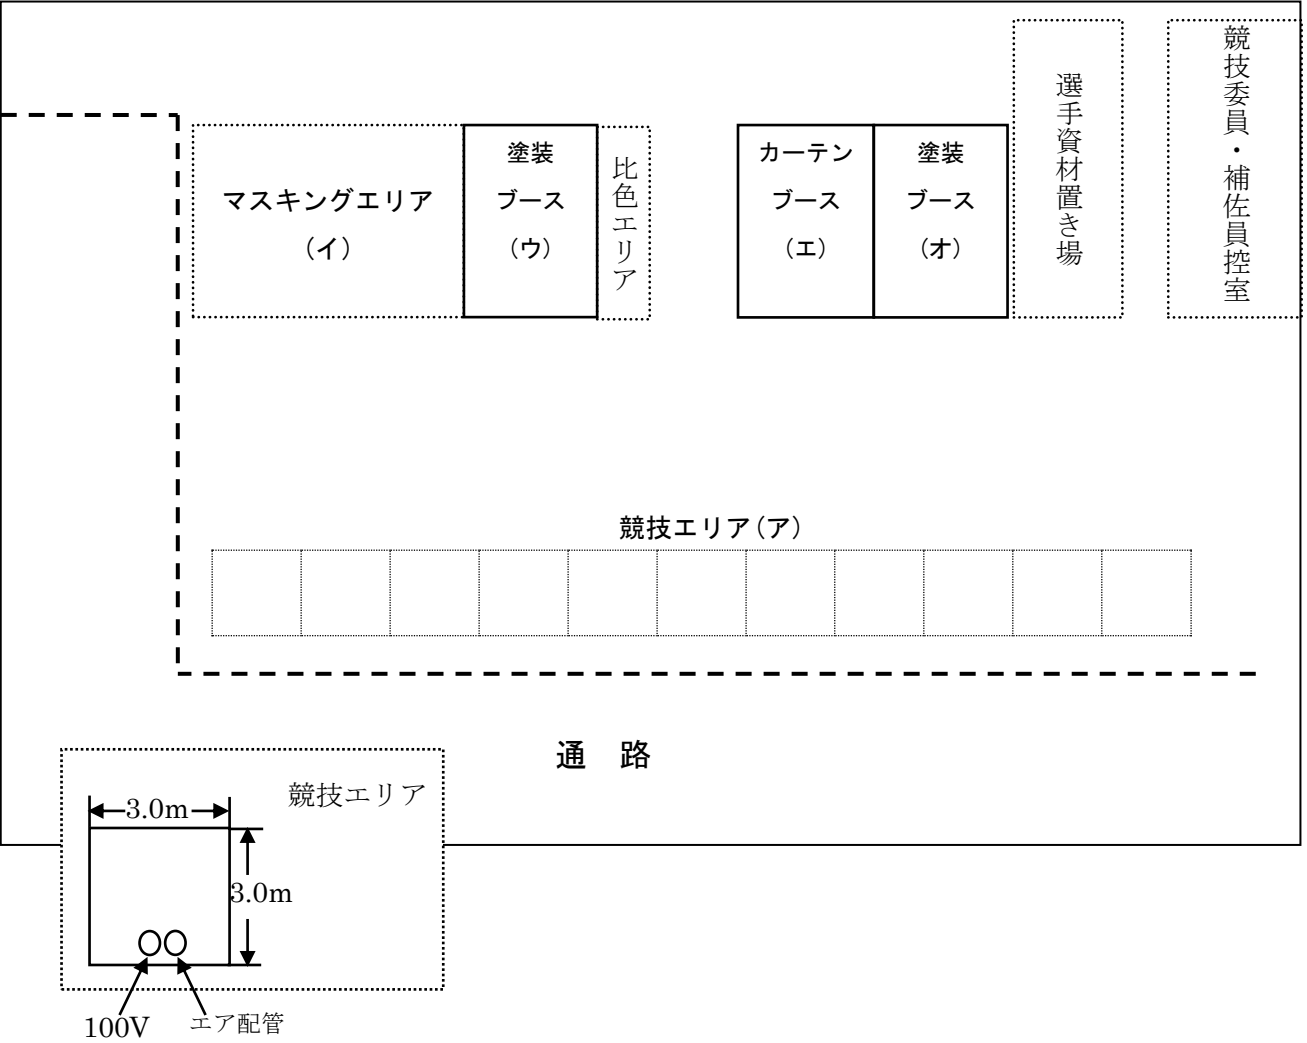 競技委員・補佐員控室
選手資材置き場
マスキングエリア
（イ）
塗装
ブース
（ウ）
比色エリア
カーテン
ブース
（エ）
塗装
ブース
（オ）
競技エリア（ア）
通　路
競技エリア
3.0m
3.0m
100V
エア配管